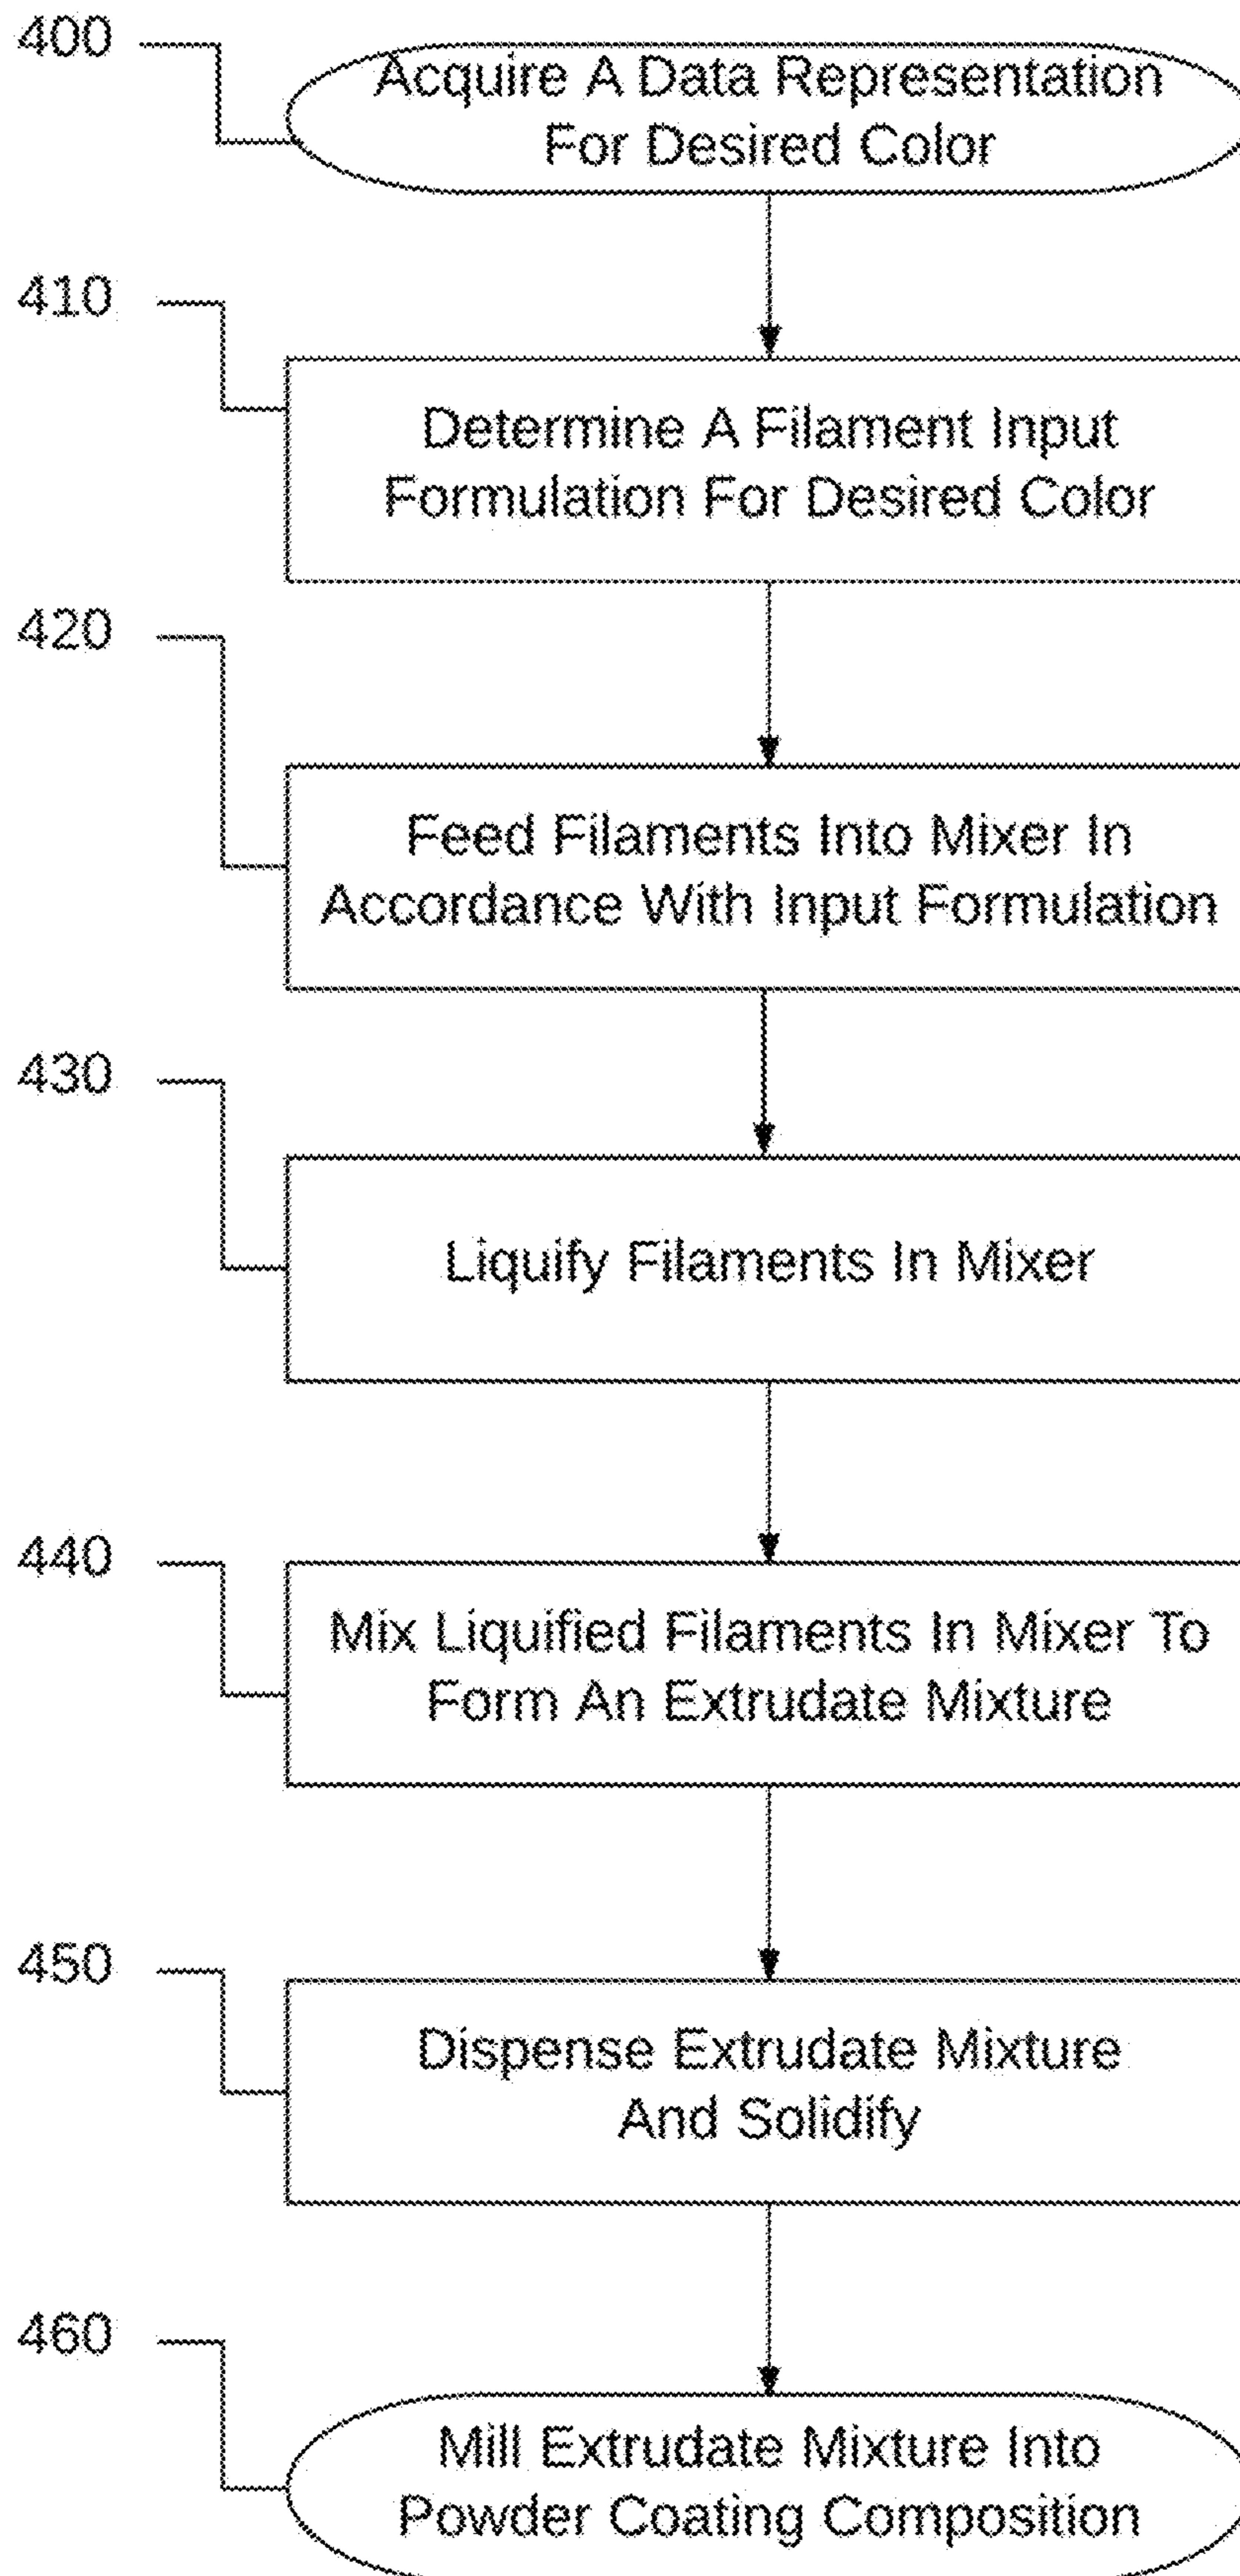 400
Acquire A Data Representation
For Desired Color
410
Determine A Filament Input
Formulation For Desired Color
420
Feed Filaments Into Mixer In
Accordance With Input Formulation
430
Liquify Filaments In Mixer
440
Mix Liquified Filaments In Mixer To
Form An Extrudate Mixture
450
Dispense Extrudate Mixture
And Solidify
460
Mill Extrudate Mixture Into
Powder Coating Composition